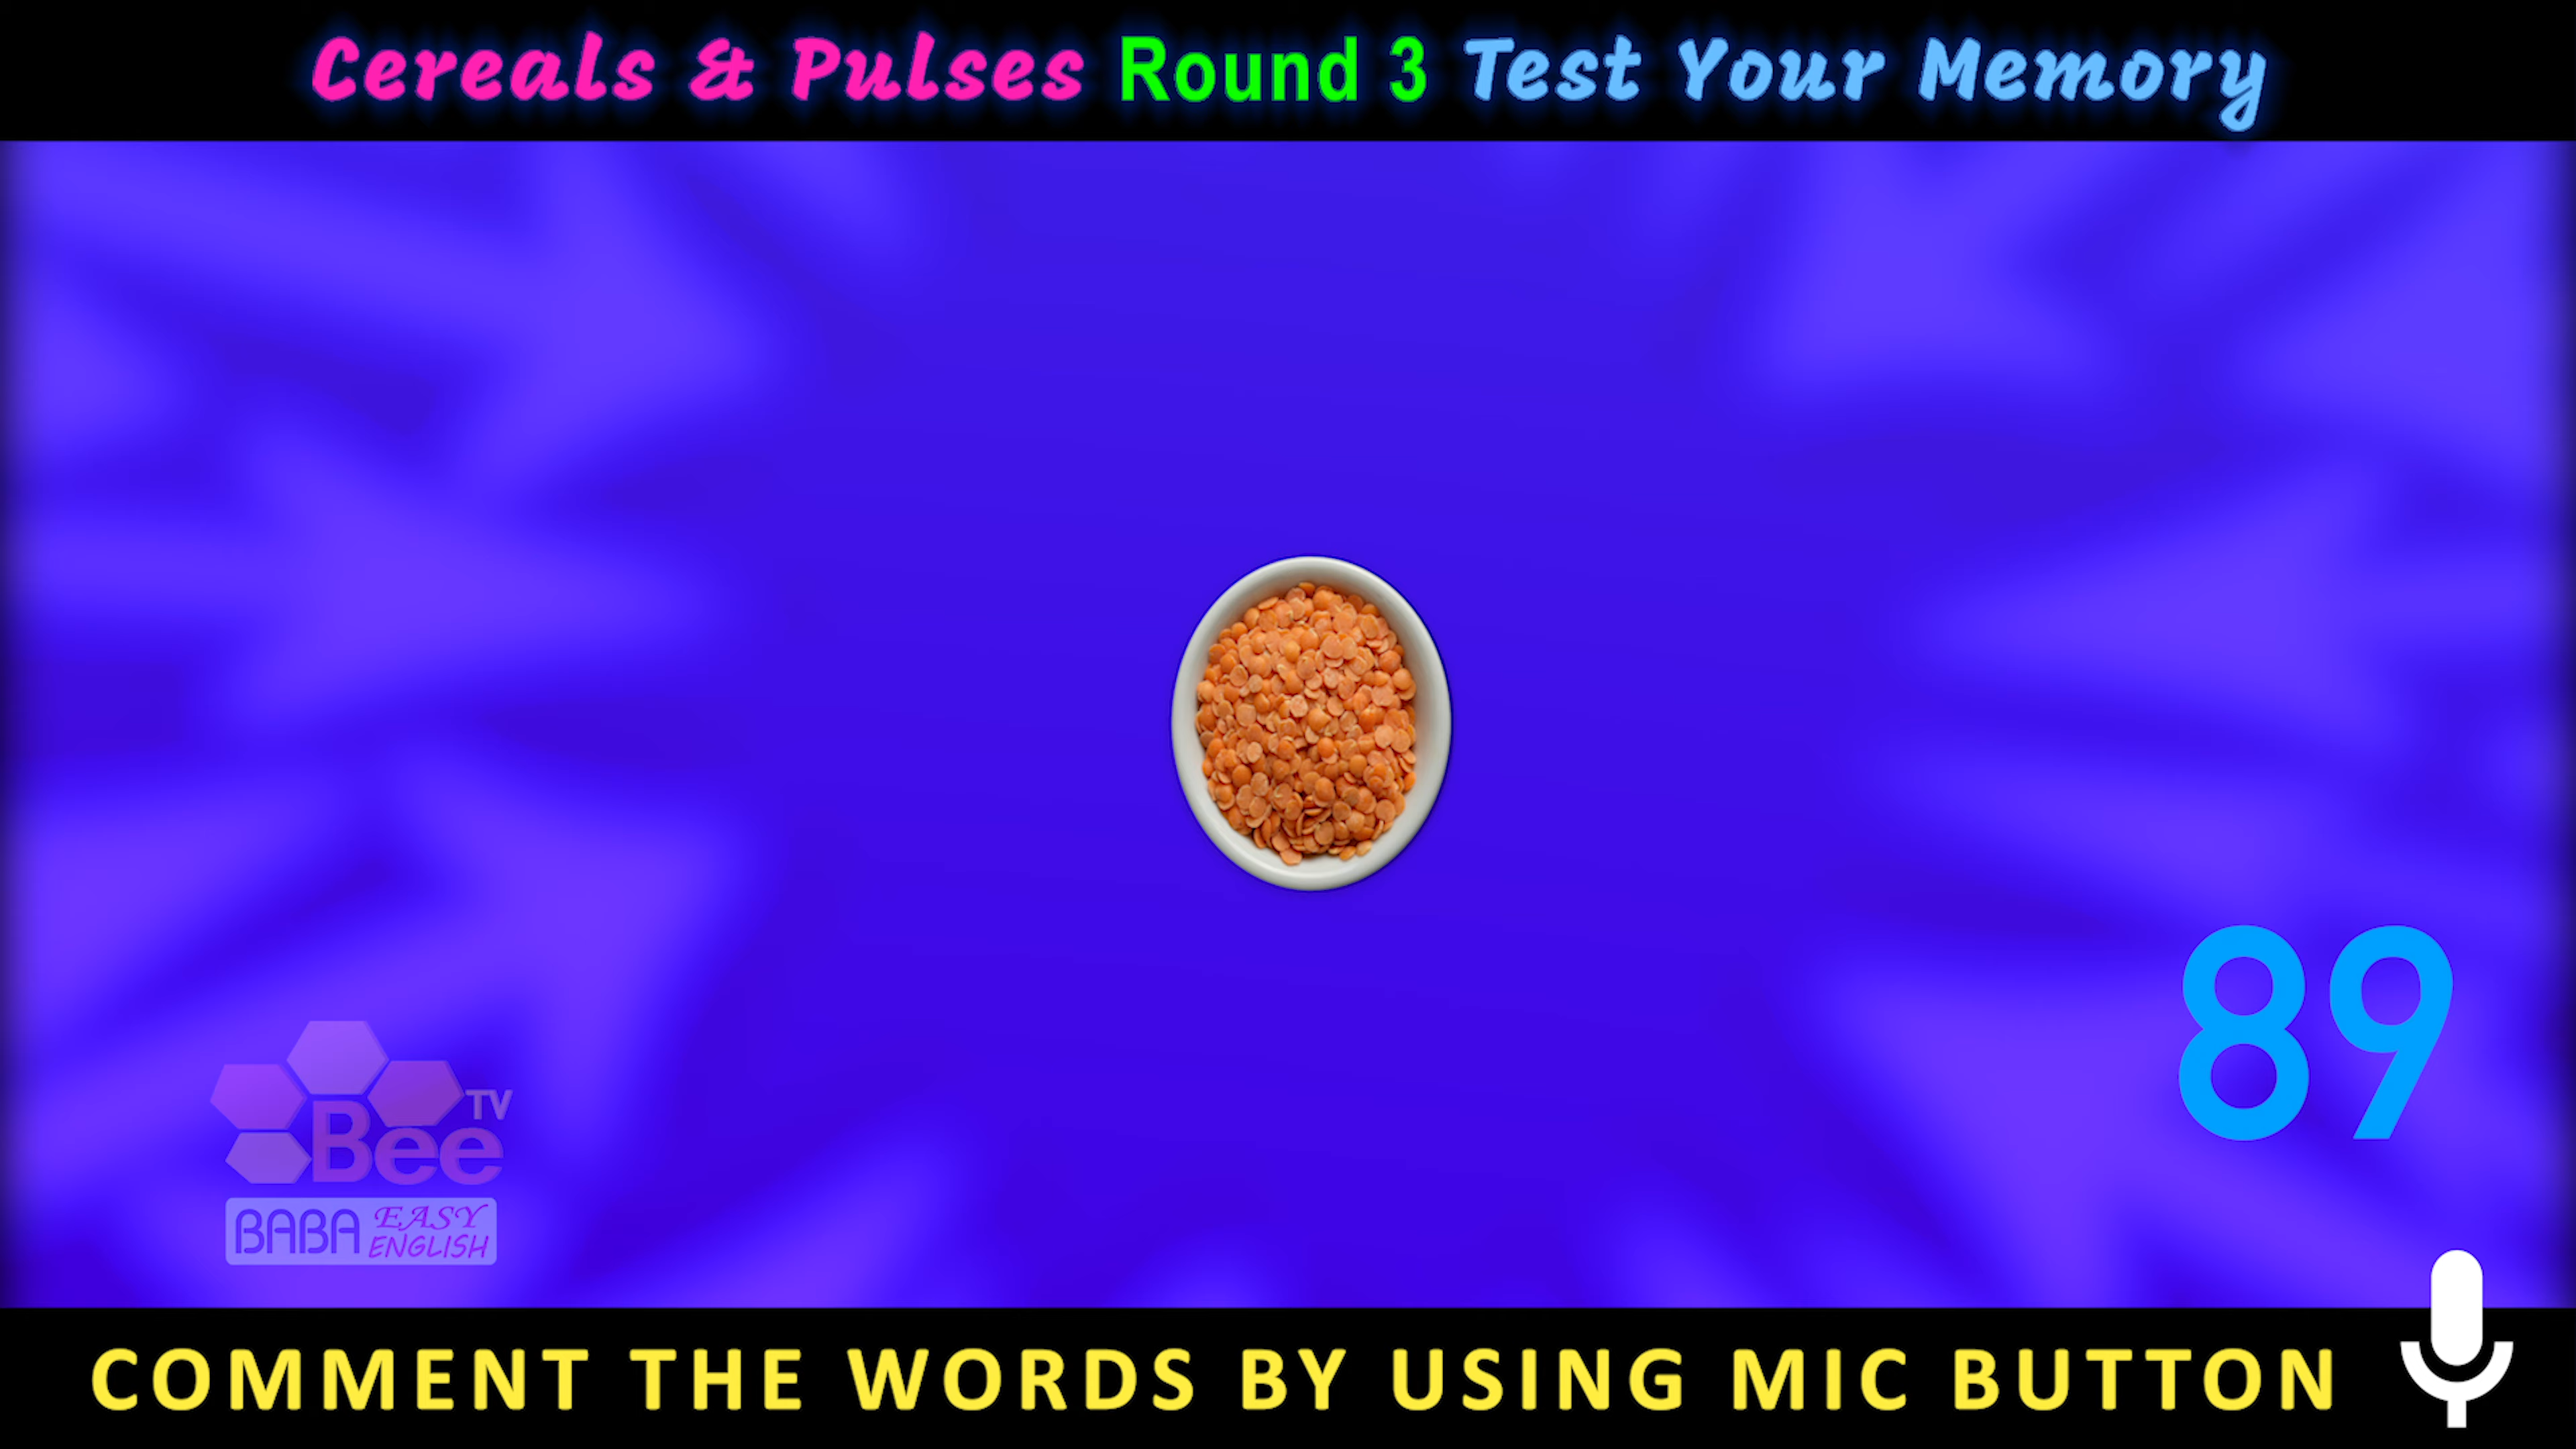 Cereals & Pulses Round 3 Test Your Memory
89
TV
Bee
BABA EASY ENGLISH
COMMENT THE WORDS BY USING MIC BUTTON